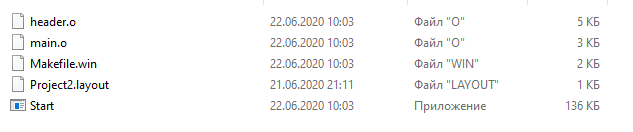 header.o 22.06.2020 10:03 Файл "O" 5 КБ
main.o 22.06.2020 10:03 Файл "O" 3 КБ
Makefile.win 22.06.2020 10:03 Файл "WIN" 2 КБ
Project2.layout 21.06.2020 21:11 Файл "LAYOUT" 1 КБ
Start 22.06.2020 10:03 Приложение 136 КБ